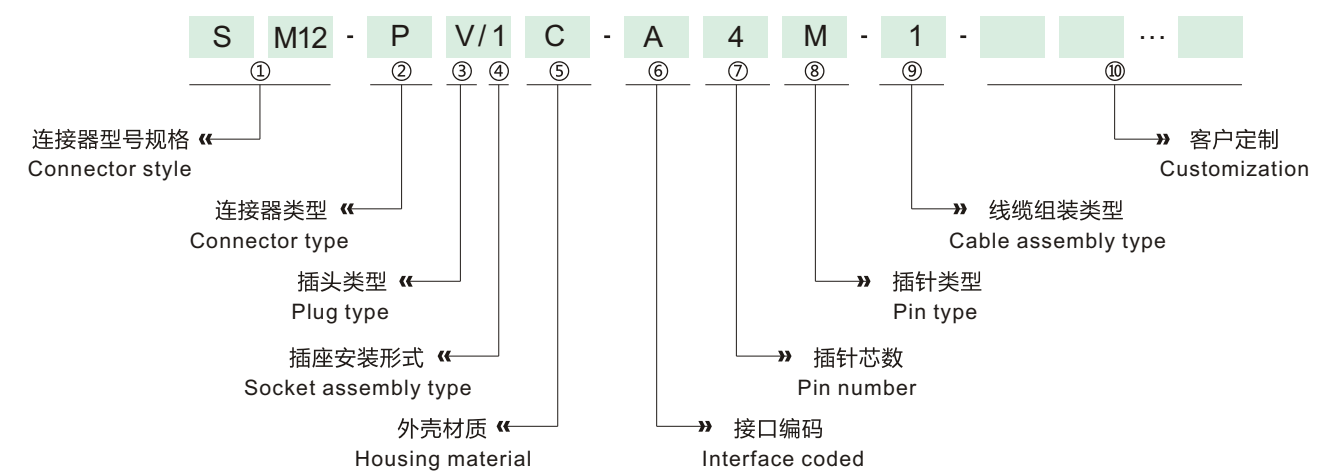 S M12 - P V/1 C - A 4 M - 1 - ...
① ② ③ ④ ⑤ ⑥ ⑦ ⑧ ⑨ ⑩
连接器型号规格
Connector style
客户定制
Customization
连接器类型
Connector type
线缆组装类型
Cable assembly type
插头类型
Plug type
插针类型
Pin type
插座安装形式
Socket assembly type
插针芯数
Pin number
外壳材质
Housing material
接口编码
Interface coded